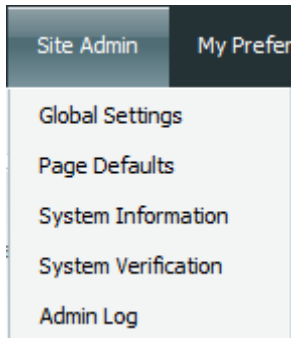 Site Admin My Prefer
Global Settings
Page Defaults
System Information
System Verification
Admin Log